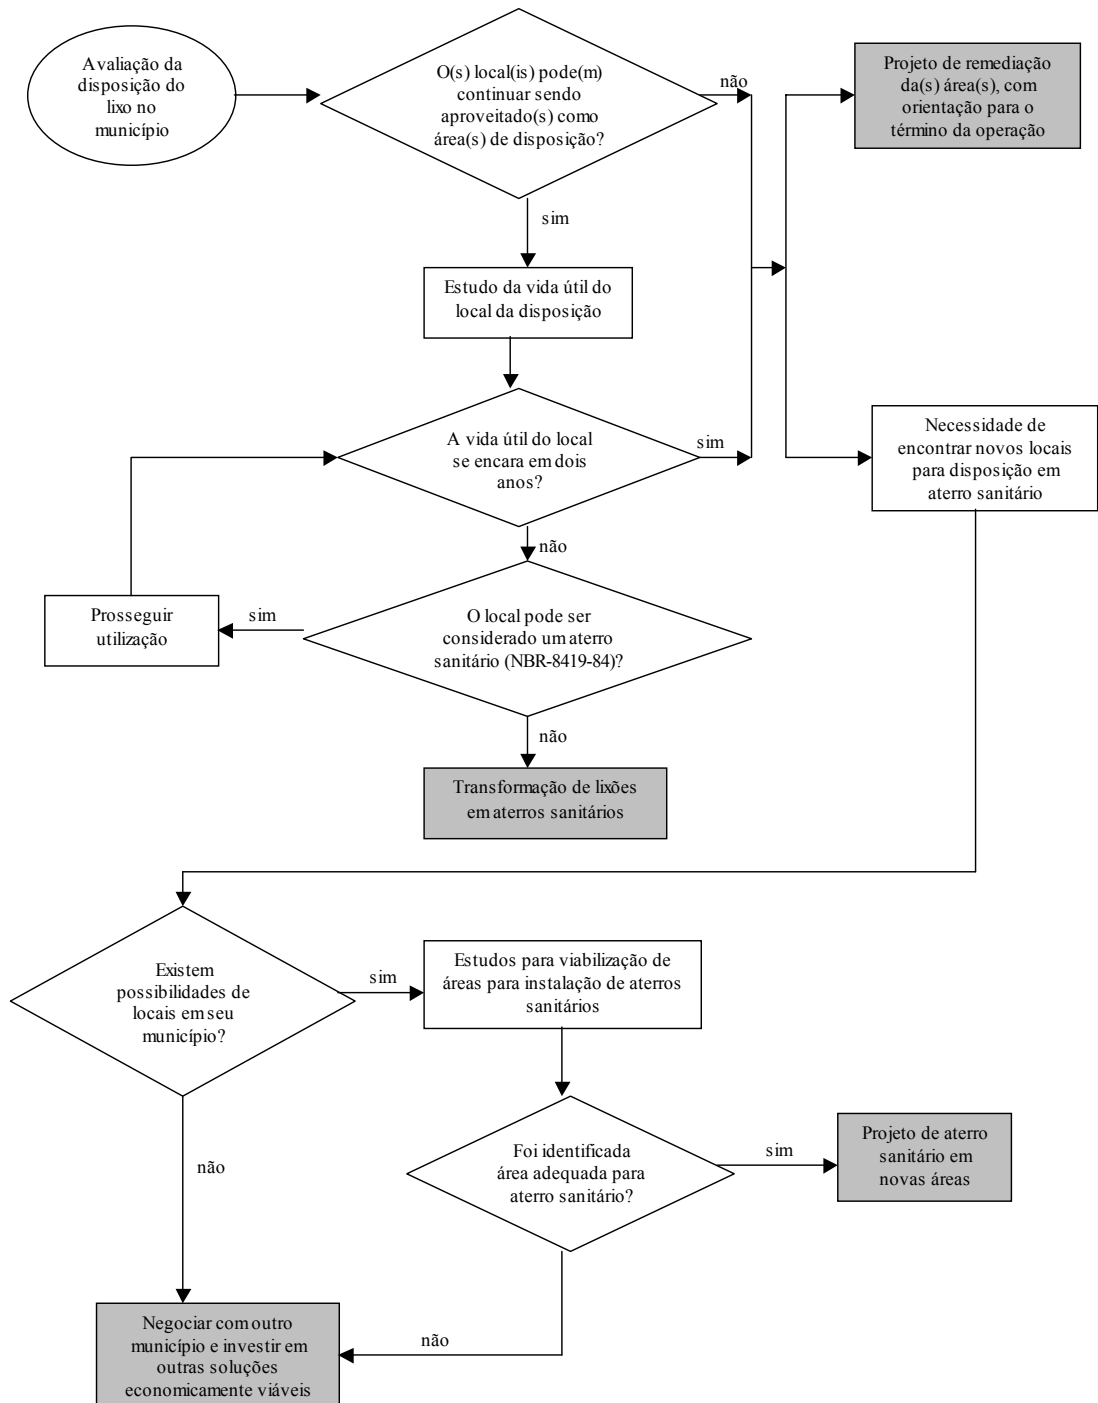 Avaliação da
disposição do
lixo no
município
O(s) local(is) pode(m)
continuar sendo
aproveitado(s) como
área(s) de disposição?
não
Projeto de remediação
da(s) área(s), com
orientação para o
término da operação
sim
Estudo da vida útil do
local da disposição
A vida útil do local
se encara em dois
anos?
sim
Necessidade de
encontrar novos locais
para disposição em
aterro sanitário
não
Prosseguir
utilização
sim
O local pode ser
considerado um aterro
sanitário (NBR-8419-84)?
não
Transformação de lixões
em aterros sanitários
Existem
possibilidades de
locais em seu
município?
sim
Estudos para viabilização de
áreas para instalação de aterros
sanitários
não
Foi identificada
área adequada para
aterro sanitário?
sim
Projeto de aterro
sanitário em
novas áreas
Negociar com outro
município e investir em
outras soluções
economicamente viáveis
não